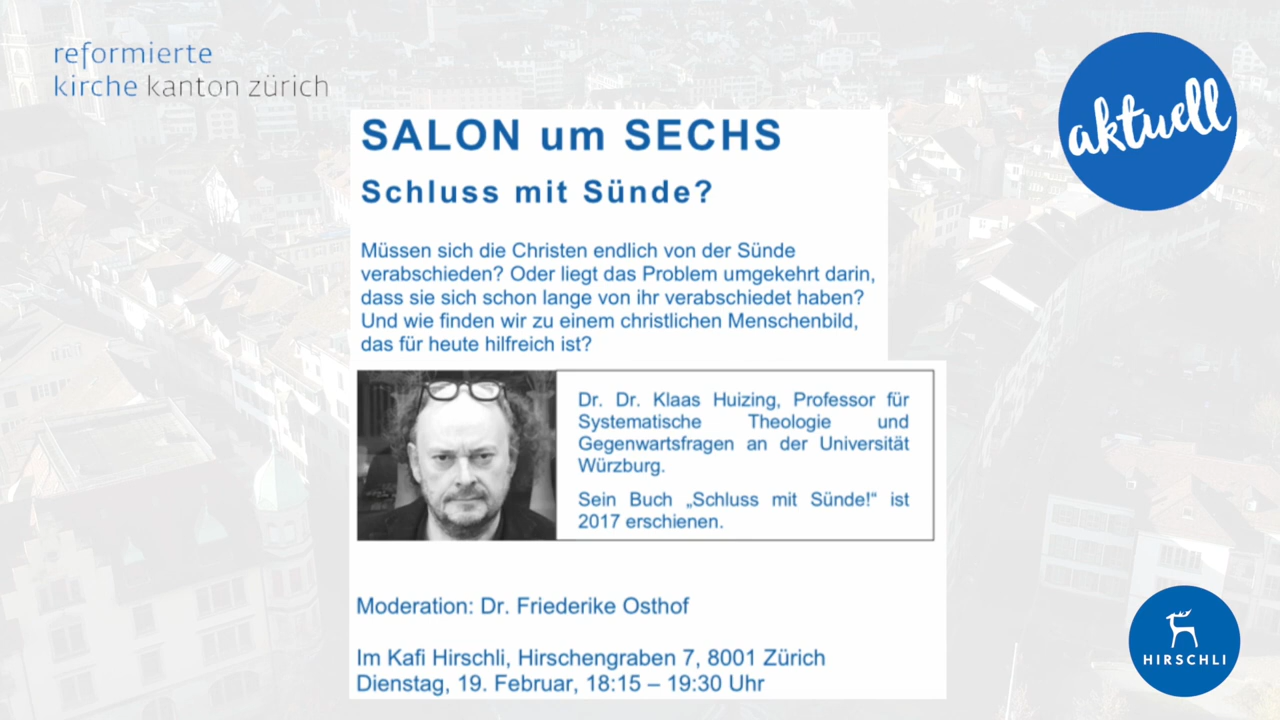 reformierte
kirche kanton zürich
aktuell
SALON um SECHS
Schluss mit Sünde?
Müssen sich die Christen endlich von der Sünde
verabschieden? Oder liegt das Problem umgekehrt darin,
dass sie sich schon lange von ihr verabschiedet haben?
Und wie finden wir zu einem christlichen Menschenbild,
das für heute hilfreich ist?
Dr. Dr. Klaas Huizing, Professor für
Systematische Theologie und
Gegenwartsfragen an der Universität
Würzburg.
Sein Buch „Schluss mit Sünde!“ ist
2017 erschienen.
Moderation: Dr. Friederike Osthof
Im Kafi Hirschli, Hirschengraben 7, 8001 Zürich
Dienstag, 19. Februar, 18:15 – 19:30 Uhr
HIRSCHLI